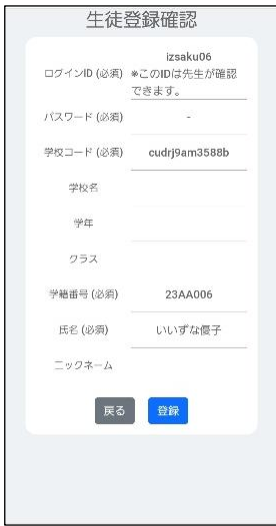 生徒登録確認
ログインID (必須) izsaku06
※このIDは先生が確認
できます。
パスワード (必須) -
学校コード (必須) cudrj9am3588b
学校名
学年
クラス
学籍番号 (必須) 23AA006
氏名 (必須) いいずな優子
ニックネーム
戻る 登録